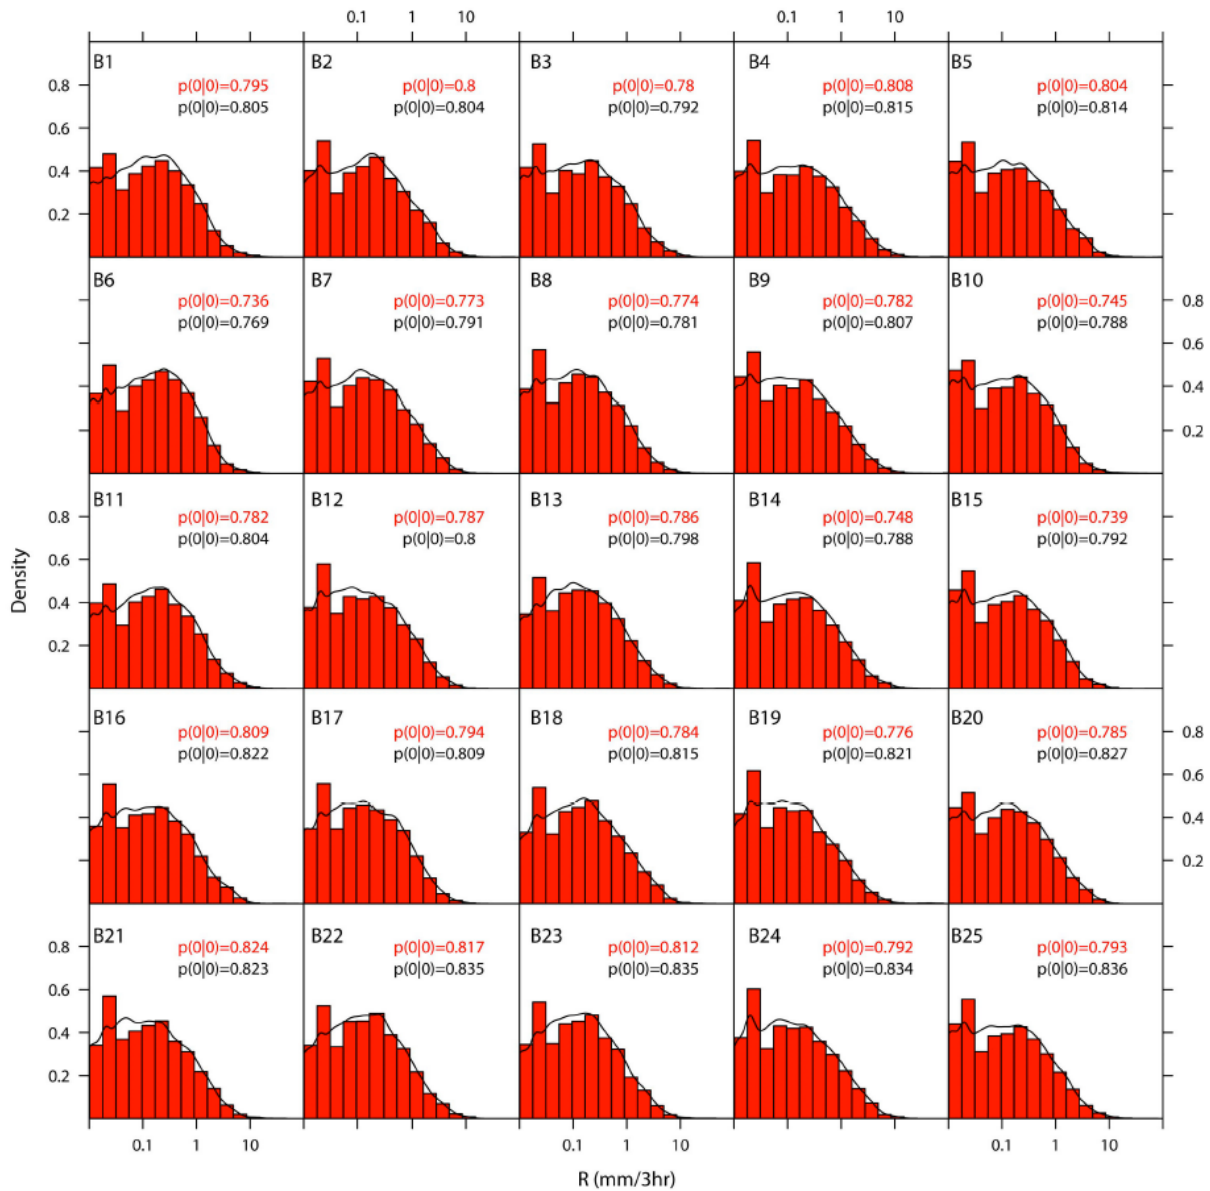 0.1 1 10 0.1 1 10
B1 B2 B3 B4 B5
0.8 p(0|0)=0.795 p(0|0)=0.8 p(0|0)=0.78 p(0|0)=0.808 p(0|0)=0.804
p(0|0)=0.805 p(0|0)=0.804 p(0|0)=0.792 p(0|0)=0.815 p(0|0)=0.814
0.6
0.4
0.2
B6 B7 B8 B9 B10
p(0|0)=0.736 p(0|0)=0.773 p(0|0)=0.774 p(0|0)=0.782 p(0|0)=0.745 0.8
p(0|0)=0.769 p(0|0)=0.791 p(0|0)=0.781 p(0|0)=0.807 p(0|0)=0.788
0.6
0.4
0.2
B11 B12 B13 B14 B15
0.8 p(0|0)=0.782 p(0|0)=0.787 p(0|0)=0.786 p(0|0)=0.748 p(0|0)=0.739
p(0|0)=0.804 p(0|0)=0.8 p(0|0)=0.798 p(0|0)=0.788 p(0|0)=0.792
0.6
Density
0.4
0.2
B16 B17 B18 B19 B20
p(0|0)=0.809 p(0|0)=0.794 p(0|0)=0.784 p(0|0)=0.776 p(0|0)=0.785 0.8
p(0|0)=0.822 p(0|0)=0.809 p(0|0)=0.815 p(0|0)=0.821 p(0|0)=0.827
0.6
0.4
0.2
B21 B22 B23 B24 B25
0.8 p(0|0)=0.824 p(0|0)=0.817 p(0|0)=0.812 p(0|0)=0.792 p(0|0)=0.793
p(0|0)=0.823 p(0|0)=0.835 p(0|0)=0.835 p(0|0)=0.834 p(0|0)=0.836
0.6
0.4
0.2
0.1 1 10 0.1 1 10 0.1 1 10
R (mm/3hr)